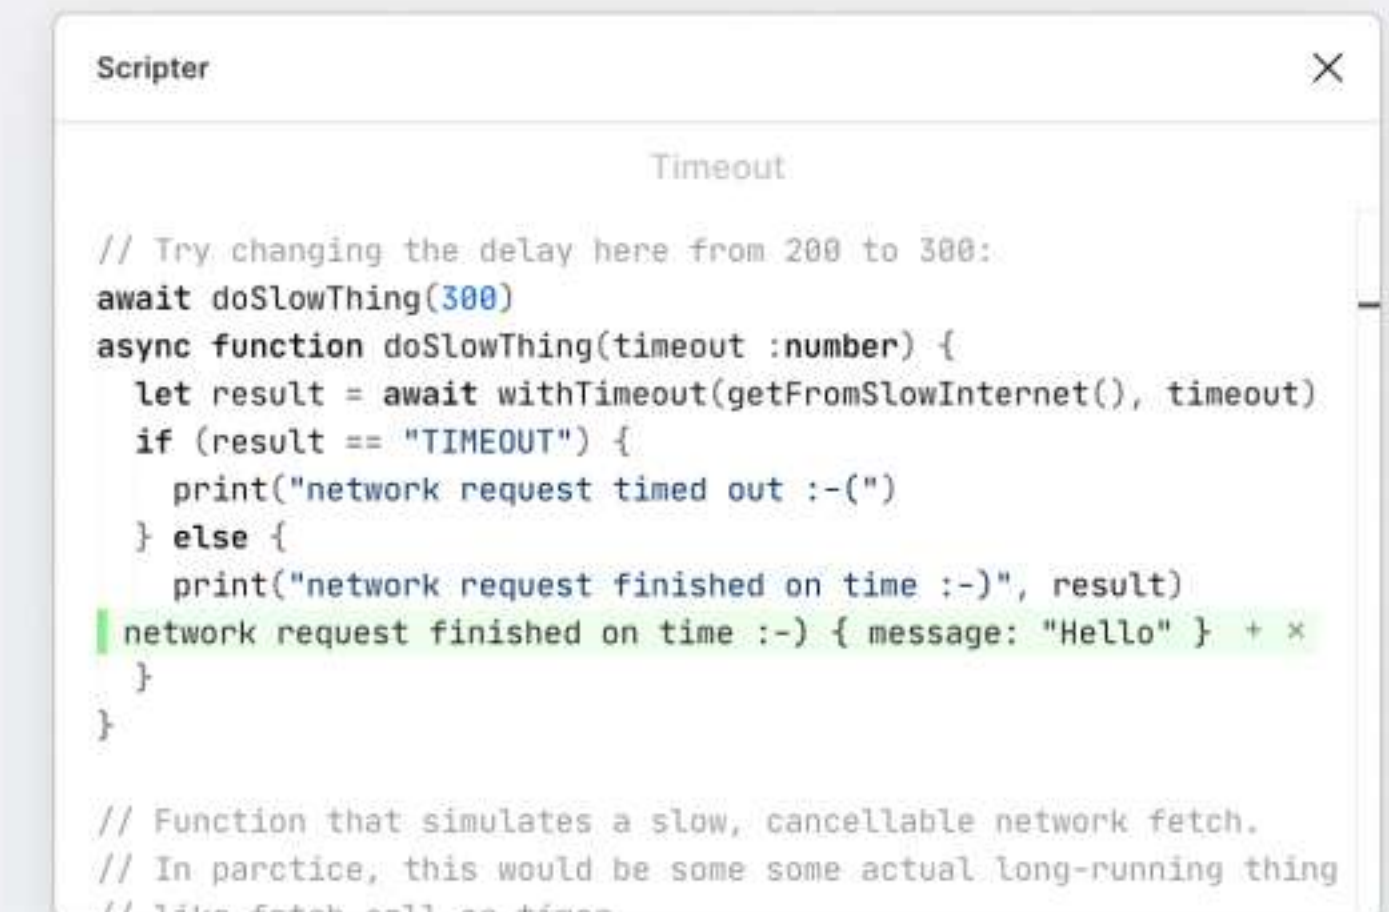 Scripter
Timeout
// Try changing the delay here from 200 to 300:
await doSlowThing(300)
async function doSlowThing(timeout :number) {
  let result = await withTimeout(getFromSlowInternet(), timeout)
  if (result == "TIMEOUT") {
    print("network request timed out :-(")
  } else {
    print("network request finished on time :-)", result)
network request finished on time :-) { message: "Hello" } + ×
  }
}
// Function that simulates a slow, cancellable network fetch.
// In parctice, this would be some some actual long-running thing